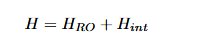 H = H_{RO} + H_{int}